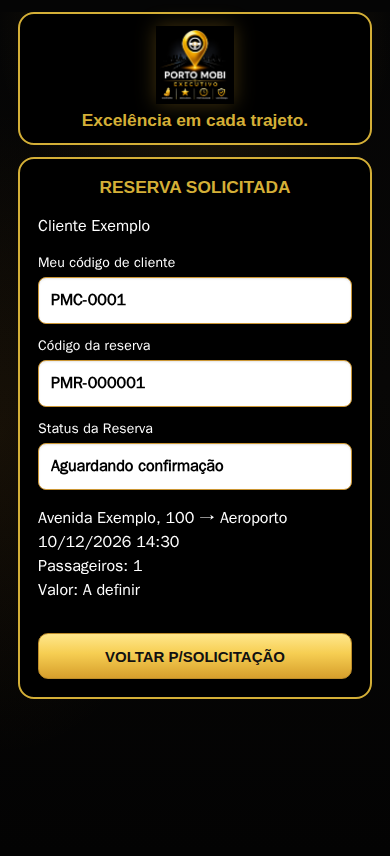 PORTO MOBI
EXECUTIVO
Excelência em cada trajeto.
RESERVA SOLICITADA
Cliente Exemplo
Meu código de cliente
PMC-0001
Código da reserva
PMR-000001
Status da Reserva
Aguardando confirmação
Avenida Exemplo, 100 → Aeroporto
10/12/2026 14:30
Passageiros: 1
Valor: A definir
VOLTAR P/SOLICITAÇÃO